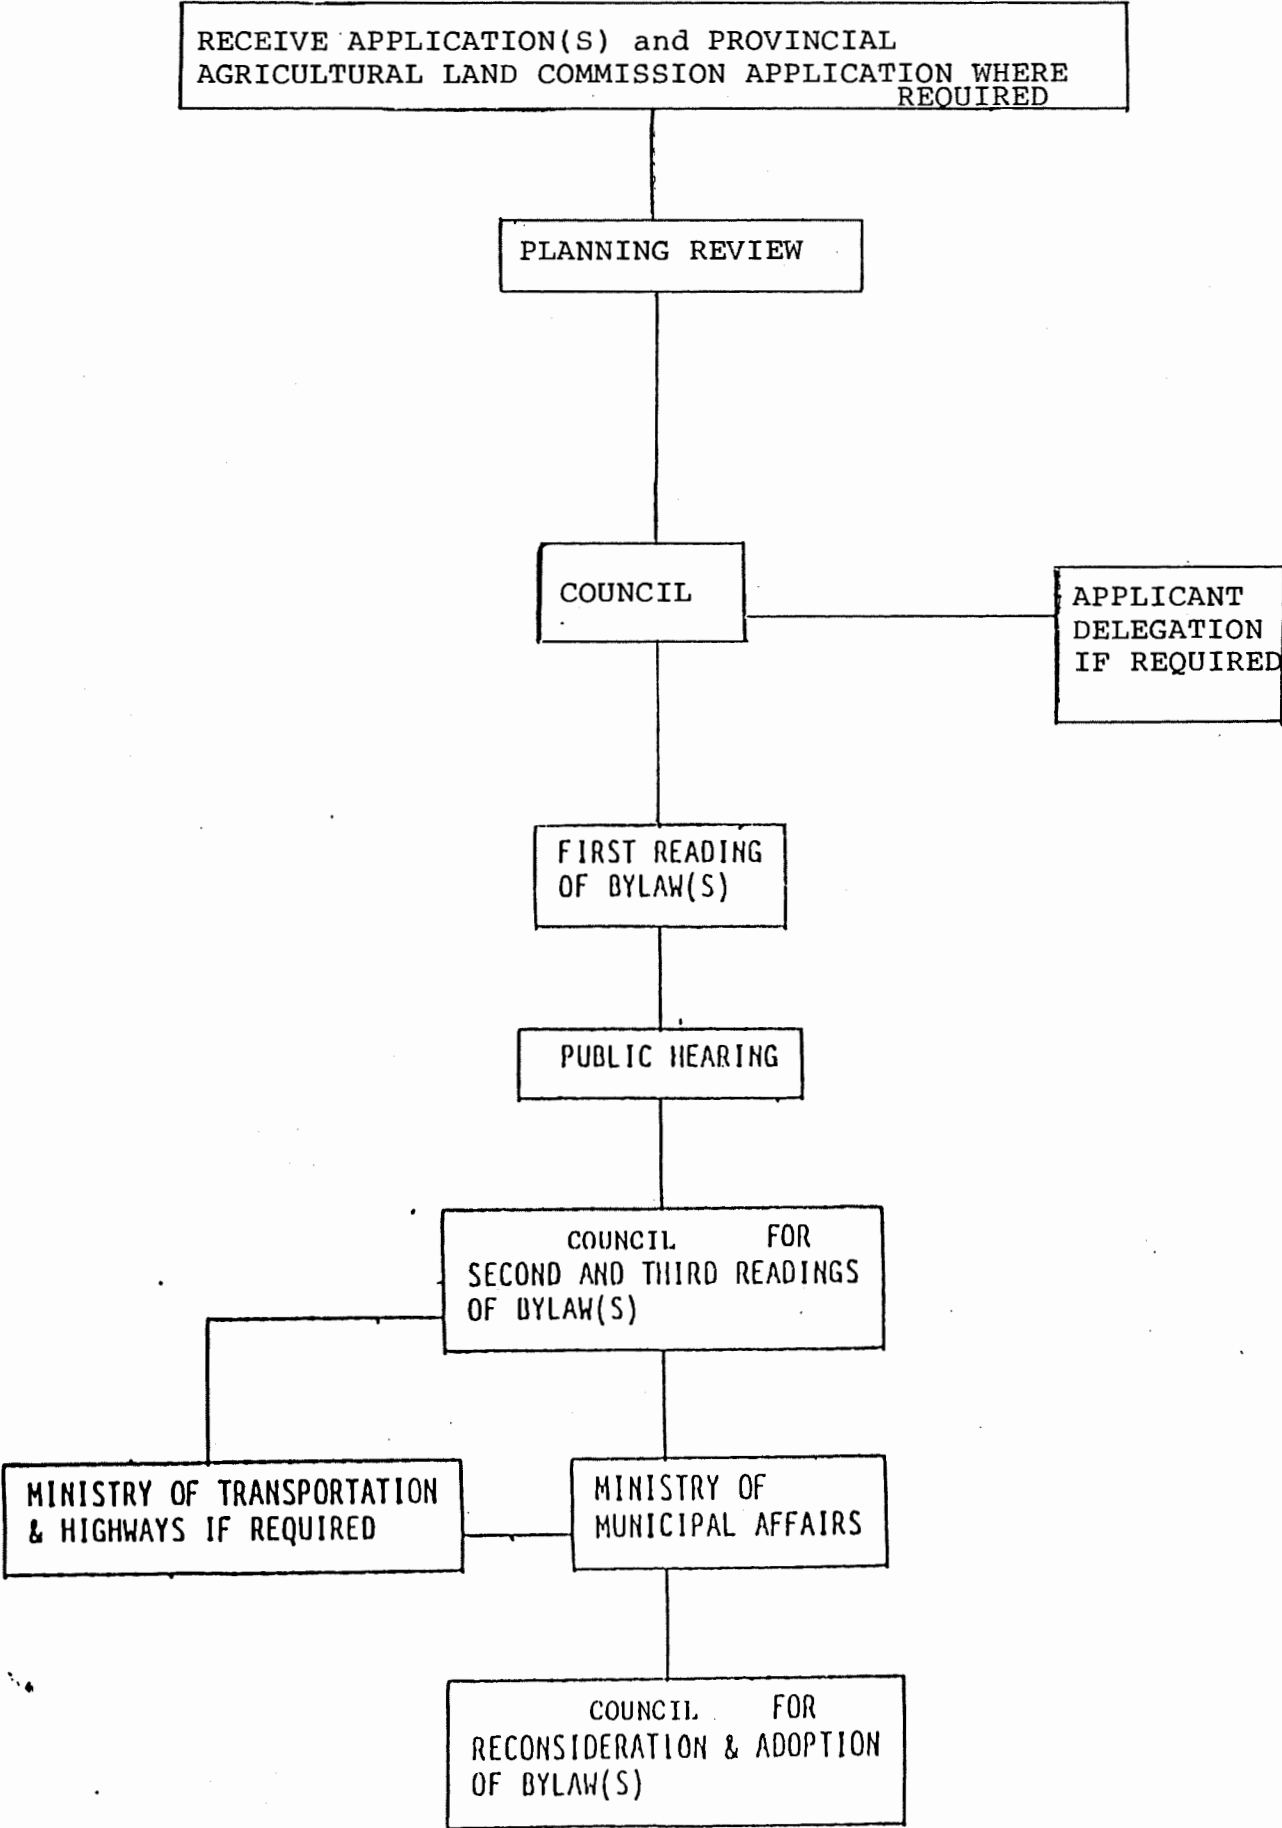 RECEIVE APPLICATION(S) and PROVINCIAL
AGRICULTURAL LAND COMMISSION APPLICATION WHERE
REQUIRED
PLANNING REVIEW
COUNCIL
APPLICANT
DELEGATION
IF REQUIRED
FIRST READING
OF BYLAW(S)
PUBLIC HEARING
COUNCIL FOR
SECOND AND THIRD READINGS
OF BYLAW(S)
MINISTRY OF TRANSPORTATION
& HIGHWAYS IF REQUIRED
MINISTRY OF
MUNICIPAL AFFAIRS
COUNCIL FOR
RECONSIDERATION & ADOPTION
OF BYLAW(S)